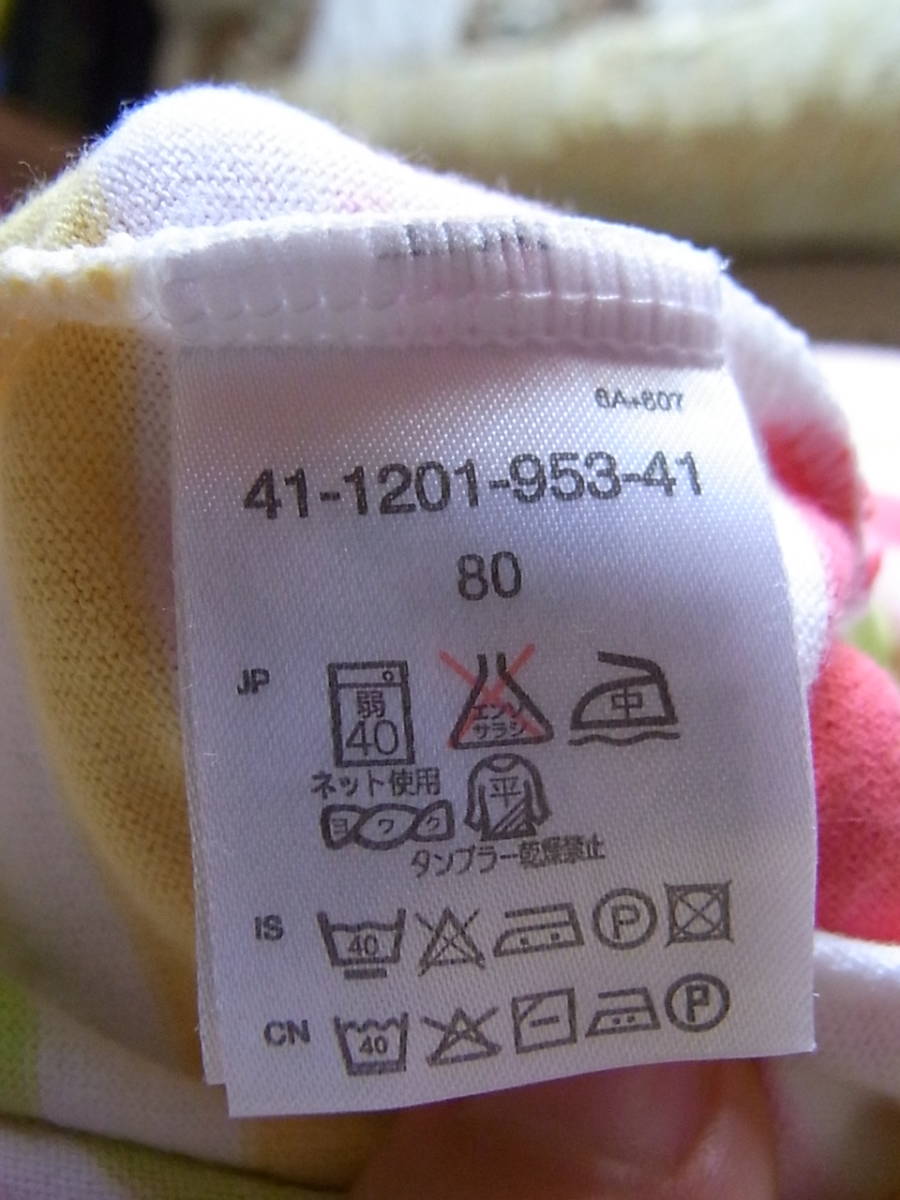 6A+607
41-1201-953-41
80
JP
弱
40
エンソ
サラシ
中
ネット使用
ヨワク
平
タンブラー乾燥禁止
IS
40
P
CN
40
P